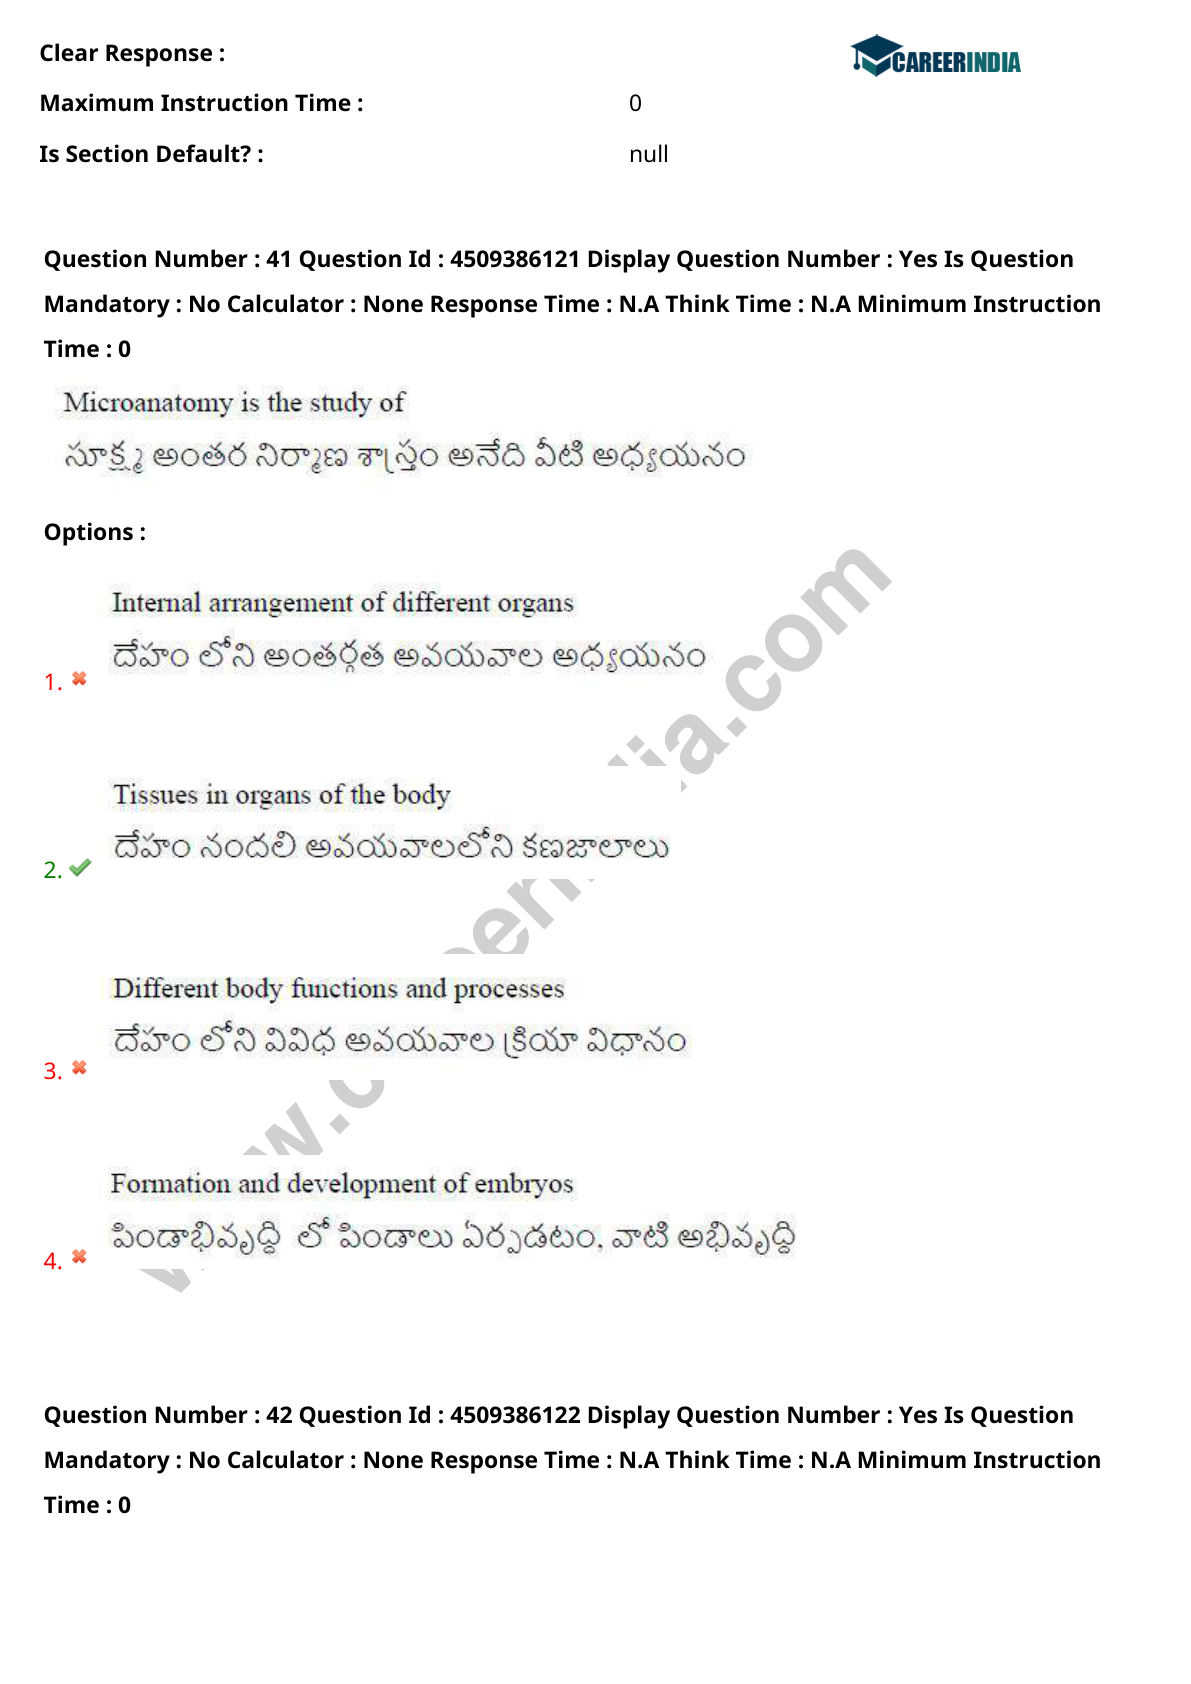 Clear Response :
CAREERINDIA
Maximum Instruction Time : 0
Is Section Default? : null
Question Number : 41 Question Id : 4509386121 Display Question Number : Yes Is Question
Mandatory : No Calculator : None Response Time : N.A Think Time : N.A Minimum Instruction
Time : 0
Microanatomy is the study of
సూక్ష్మ అంతర నిర్మాణ శాస్త్రం అనేది వీటి అధ్యయనం
Options :
Internal arrangement of different organs
దేహం లోని అంతర్గత అవయవాల అధ్యయనం
1.
Tissues in organs of the body
దేహం నందలి అవయవాలలోని కణజాలాలు
2.
Different body functions and processes
దేహం లోని వివిధ అవయవాల క్రియా విధానం
3.
Formation and development of embryos
పిండాభివృద్ది లో పిండాలు ఏర్పడటం, వాటి అభివృద్ది
4.
Question Number : 42 Question Id : 4509386122 Display Question Number : Yes Is Question
Mandatory : No Calculator : None Response Time : N.A Think Time : N.A Minimum Instruction
Time : 0